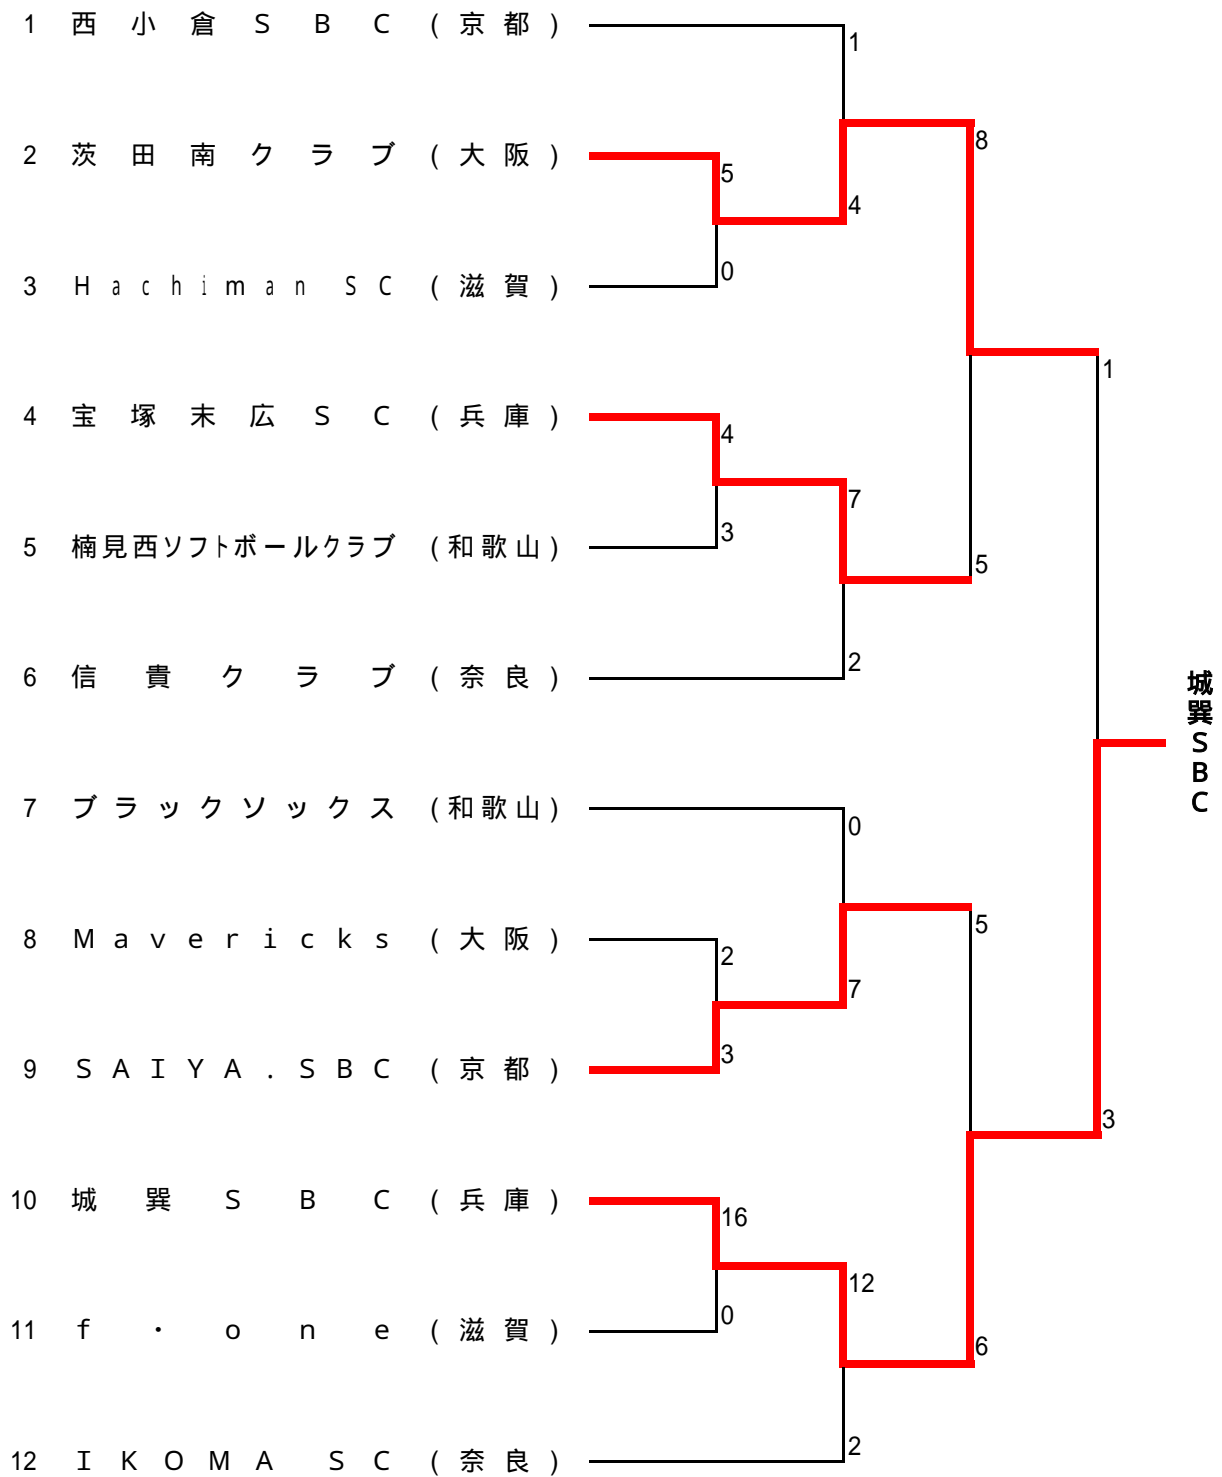 1 西小倉ＳＢＣ(京都)
1
8
2 茨田南クラブ(大阪)
5
4
3 Hachiman SC(滋賀)
0
1
4 宝塚末広ＳＣ(兵庫)
4
7
5 楠見西ソフトボールクラブ(和歌山)
3
5
6 信貴クラブ(奈良)
2
城巽ＳＢＣ
7 ブラックソックス(和歌山)
0
5
8 Ｍａｖｅｒｉｃｋｓ(大阪)
2
7
9 ＳＡＩＹＡ．ＳＢＣ(京都)
3
3
10 城巽ＳＢＣ(兵庫)
16
12
11 ｆ・ｏｎｅ(滋賀)
0
6
12 ＩＫＯＭＡ ＳＣ(奈良)
2